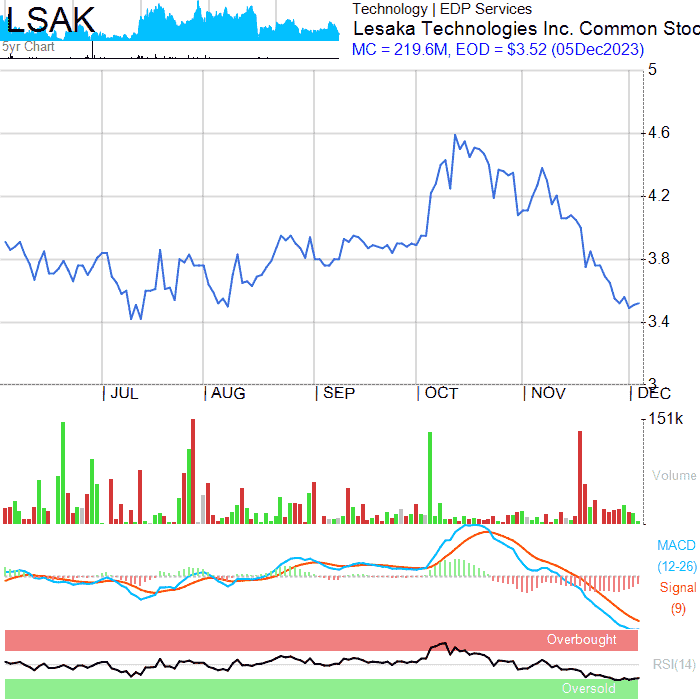 LSAK
5yr Chart
Technology | EDP Services
Lesaka Technologies Inc. Common Stoc
MC = 219.6M, EOD = $3.52 (05Dec2023)
5
4.6
4.2
3.8
3.4
3
JUL AUG SEP OCT NOV DEC
151k
Volume
MACD
(12-26)
Signal
(9)
Overbought
RSI(14)
Oversold